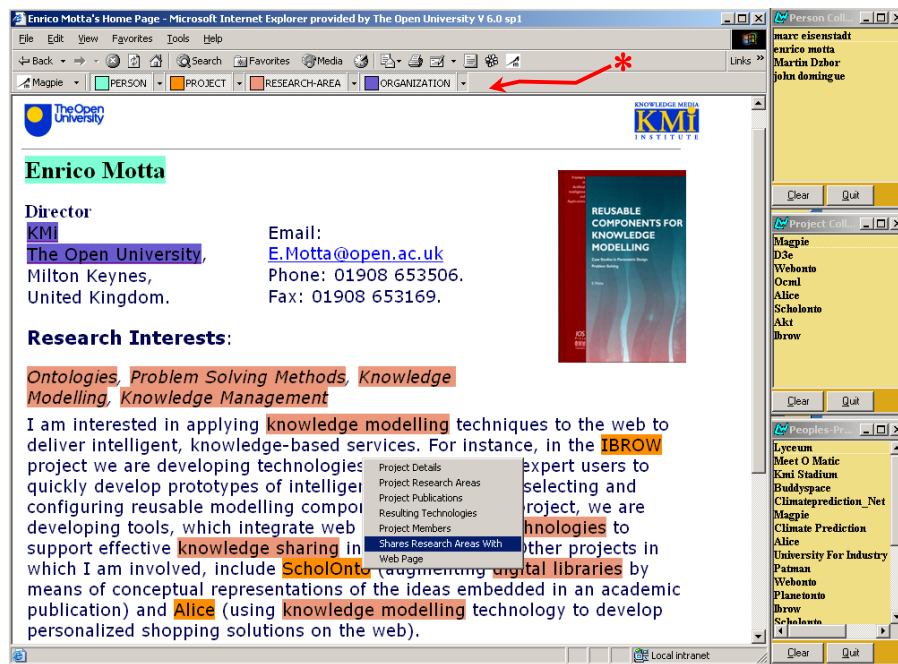 Enrico Motta's Home Page - Microsoft Internet Explorer provided by The Open University V 6.0 sp1
File Edit View Favorites Tools Help
Back Search Favorites Media Links »
Magpie PERSON PROJECT RESEARCH-AREA ORGANIZATION
*
The Open
University
KNOWLEDGE MEDIA
KMi
INSTITUTE
Enrico Motta
Director
KMi
The Open University,
Milton Keynes,
United Kingdom.
Email:
E.Motta@open.ac.uk
Phone: 01908 653506.
Fax: 01908 653169.
REUSABLE
COMPONENTS FOR
KNOWLEDGE
MODELLING
Research Interests:
Ontologies, Problem Solving Methods, Knowledge
Modelling, Knowledge Management
I am interested in applying knowledge modelling techniques to the web to
deliver intelligent, knowledge-based services. For instance, in the IBROW
project we are developing technologies expert users to
quickly develop prototypes of intelliger selecting and
configuring reusable modelling compor project, we are
developing tools, which integrate web hnologies to
support effective knowledge sharing in Other projects in
which I am involved, include ScholOnto (augmenting digital libraries by
means of conceptual representations of the ideas embedded in an academic
publication) and Alice (using knowledge modelling technology to develop
personalized shopping solutions on the web).
Project Details
Project Research Areas
Project Publications
Resulting Technologies
Project Members
Shares Research Areas With
Web Page
Local intranet
Person Coll...
marc eisenstadt
enrico motta
Martin Dzbor
john domingue
Clear Quit
Project Coll...
Magpie
D3e
Webonto
Ocml
Alice
Scholonto
Akt
Ibrow
Clear Quit
Peoples-Pr...
Lyceum
Meet O Matic
Kmi Stadium
Buddyspace
Climateprediction_Net
Magpie
Climate Prediction
Alice
University For Industry
Patman
Webonto
Planetonto
Ibrow
Scholonto
Clear Quit